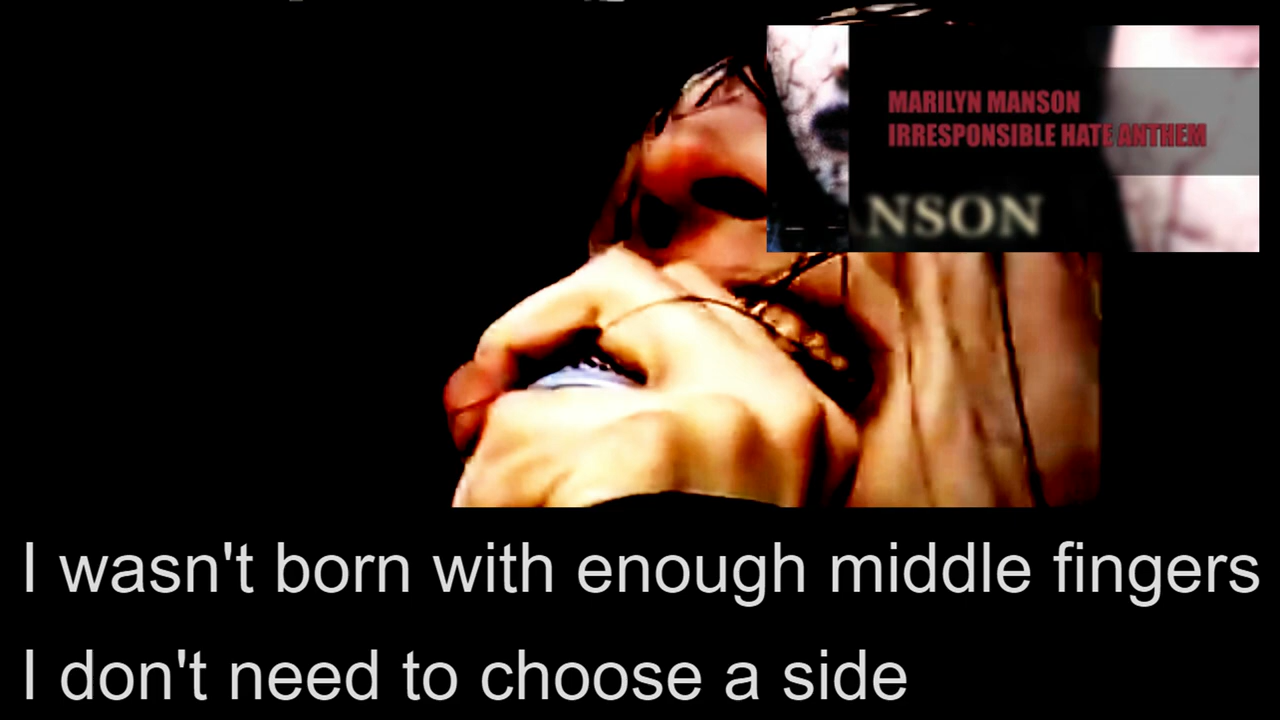 MARILYN MANSON
IRRESPONSIBLE HATE ANTHEM
NSON
I wasn't born with enough middle fingers
I don't need to choose a side